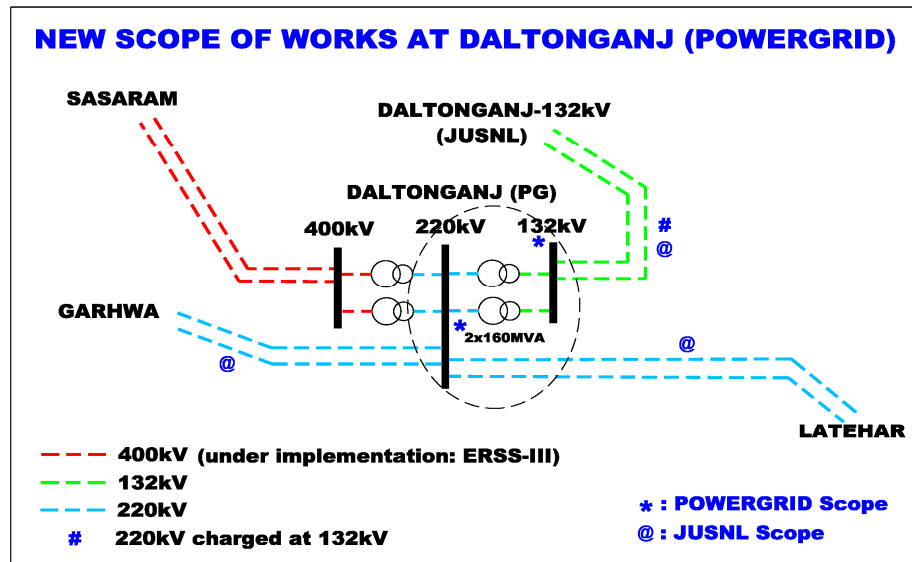 NEW SCOPE OF WORKS AT DALTONGANJ (POWERGRID)
SASARAM
DALTONGANJ-132kV
(JUSNL)
DALTONGANJ (PG)
400kV
220kV
132kV
*
#
@
GARHWA
*
2x160MVA
@
@
LATEHAR
400kV (under implementation: ERSS-III)
132kV
220kV
# 220kV charged at 132kV
* : POWERGRID Scope
@ : JUSNL Scope